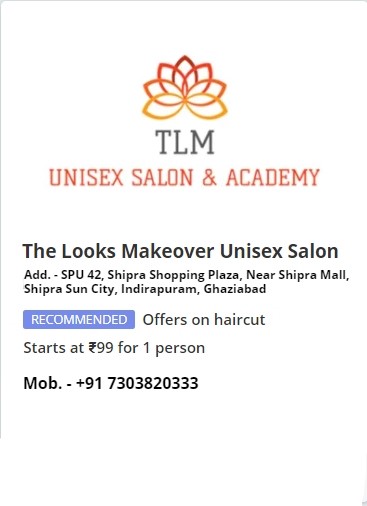 TLM
UNISEX SALON & ACADEMY
The Looks Makeover Unisex Salon
Add. - SPU 42, Shipra Shopping Plaza, Near Shipra Mall,
Shipra Sun City, Indirapuram, Ghaziabad
RECOMMENDED Offers on haircut
Starts at ₹99 for 1 person
Mob. - +91 7303820333